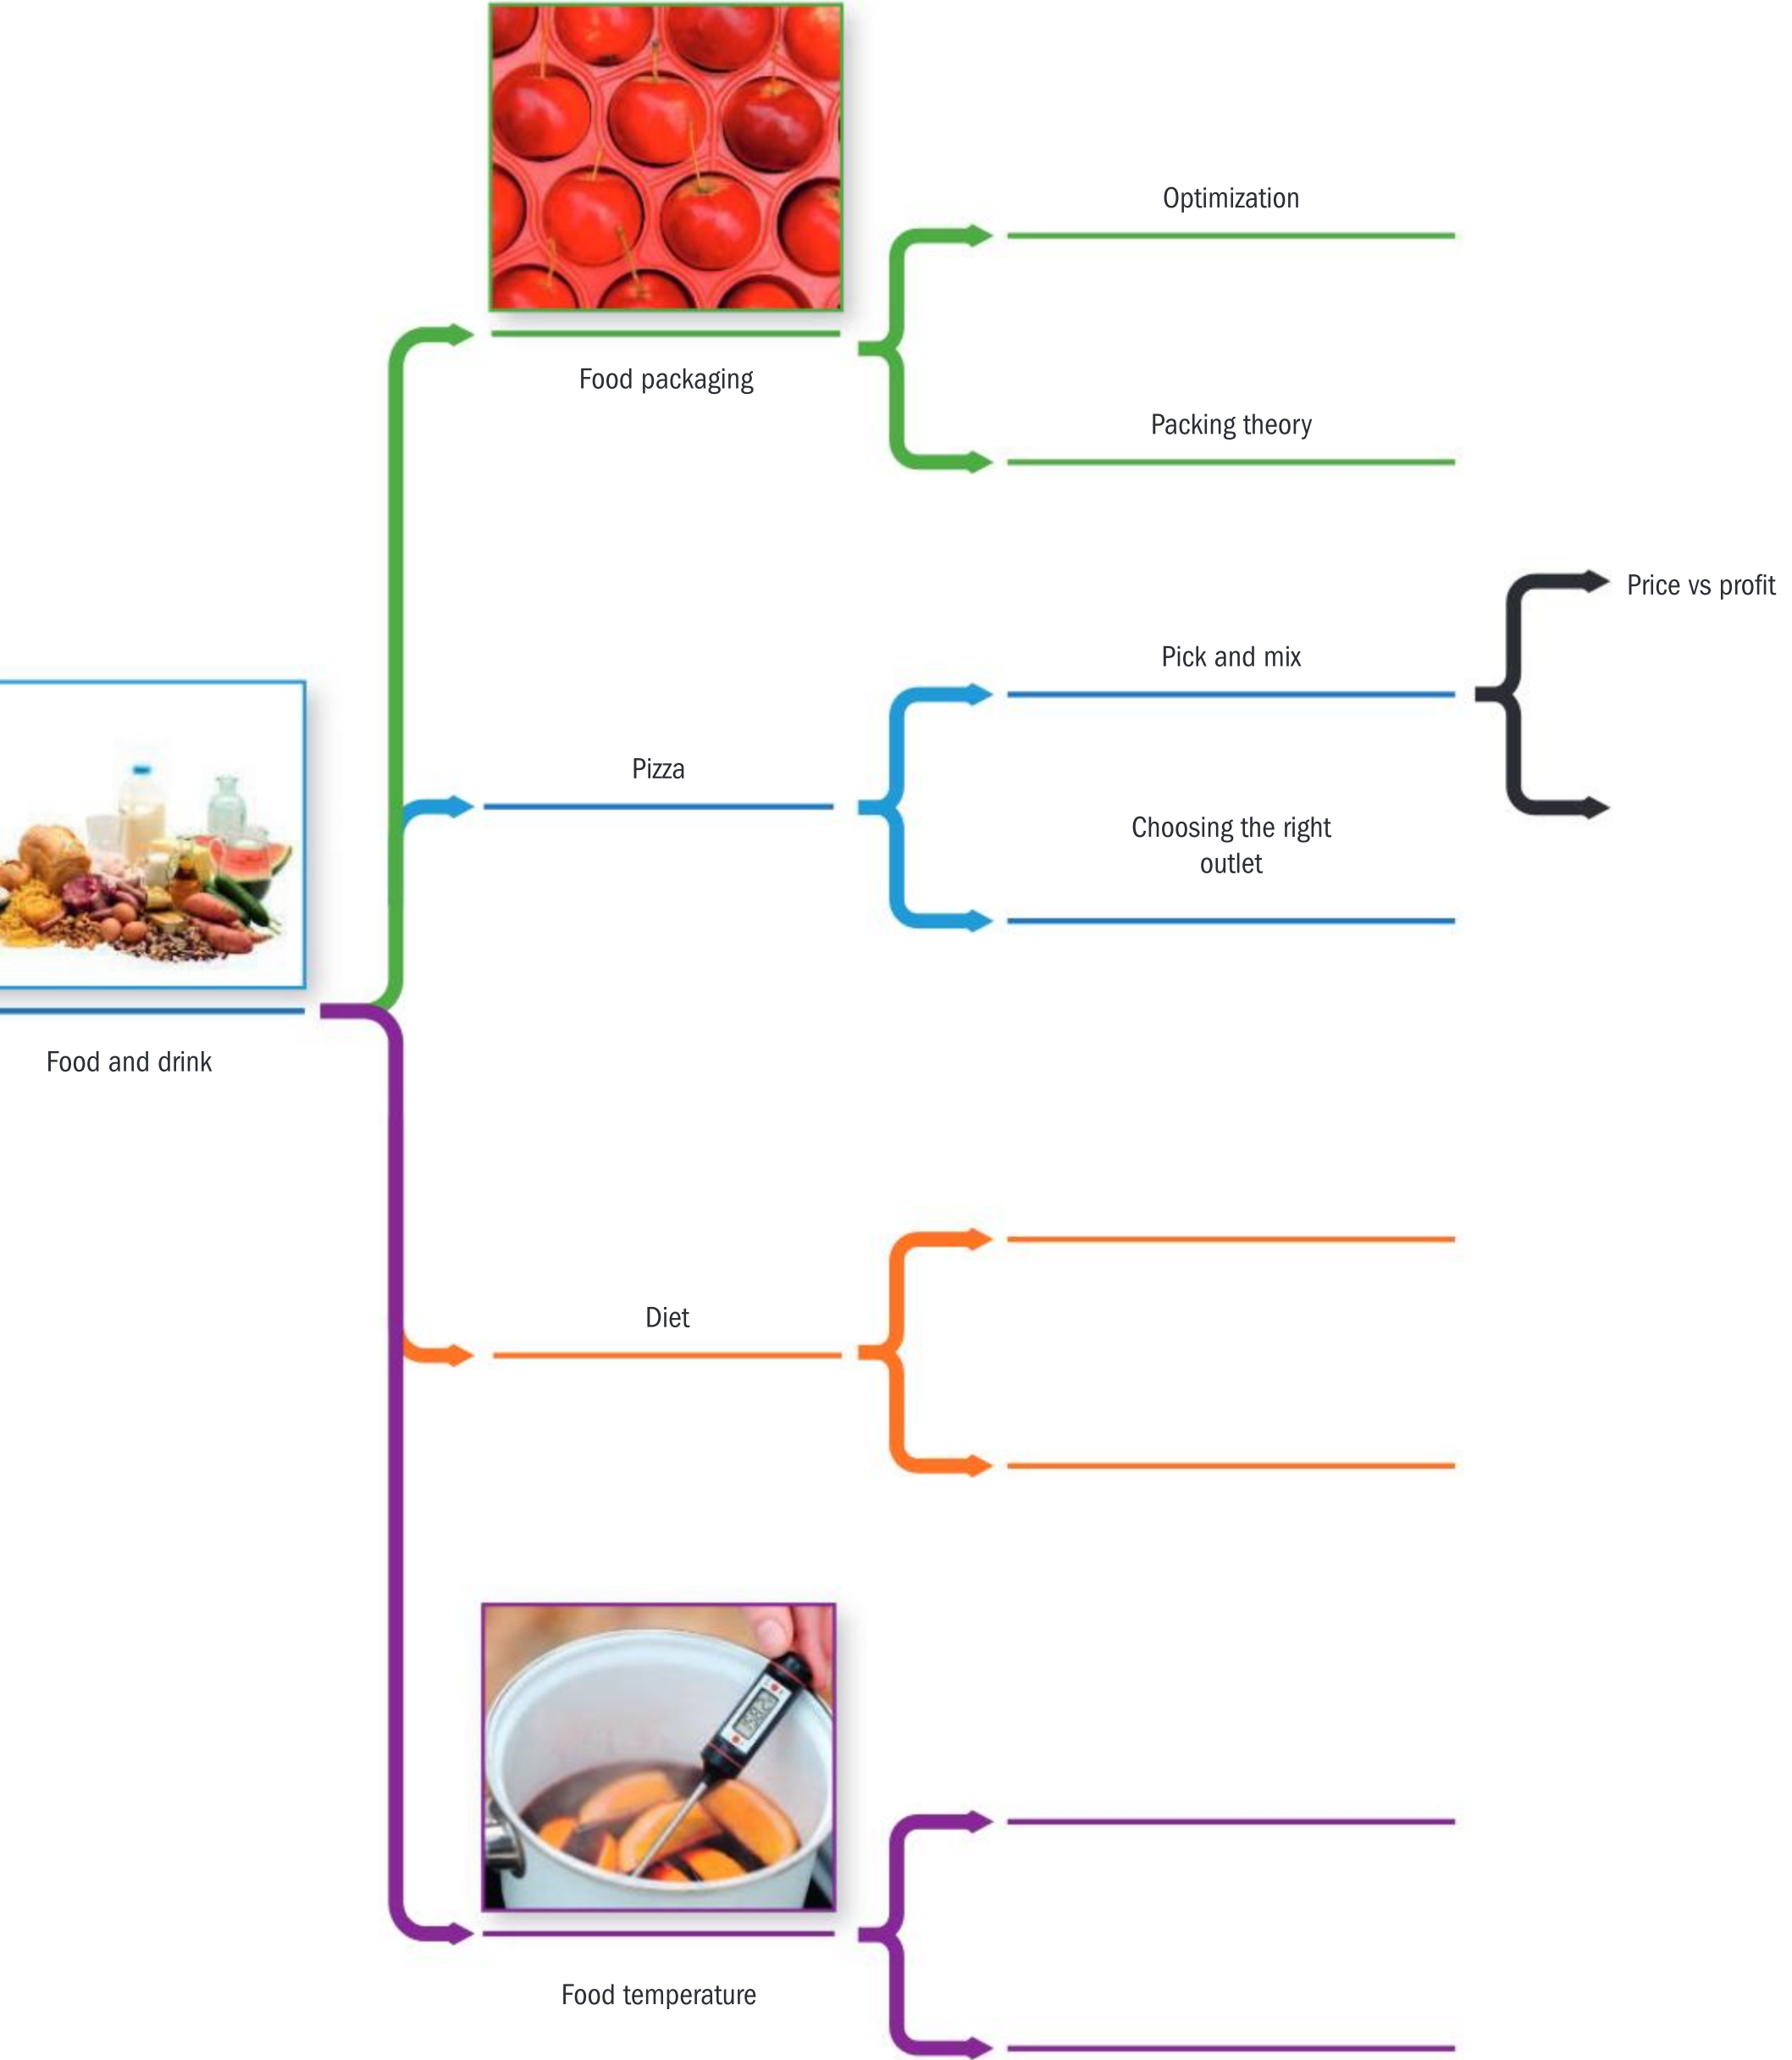 Optimization
Food packaging
Packing theory
Price vs profit
Pick and mix
Pizza
Choosing the right
outlet
Food and drink
Diet
Food temperature